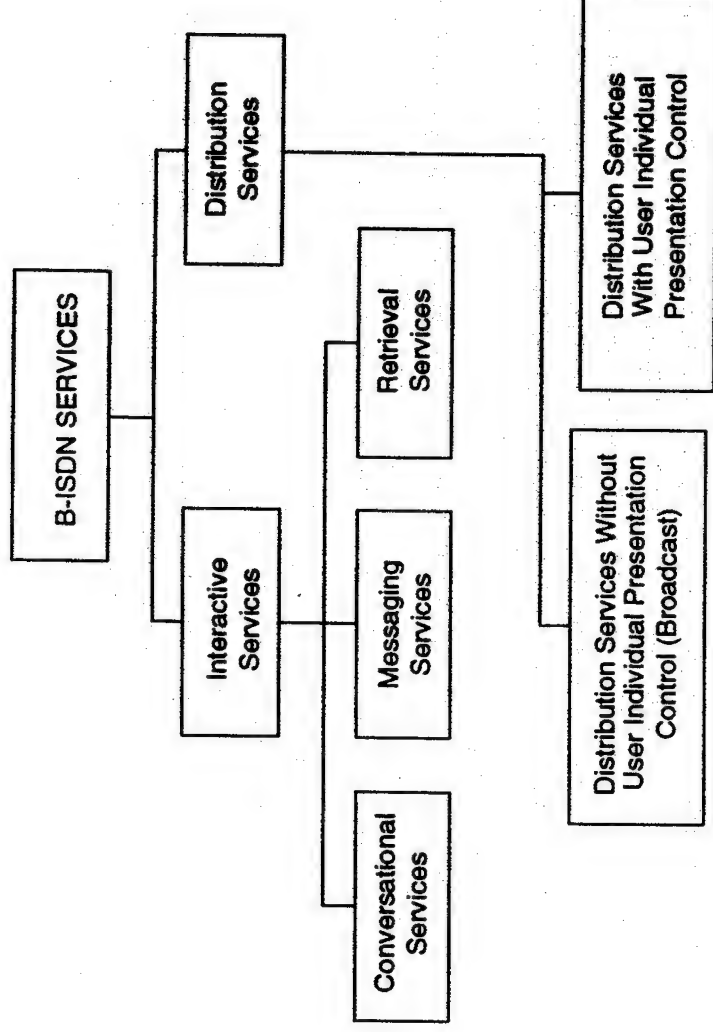 B-ISDN SERVICES
Interactive
Services
Distribution
Services
Conversational
Services
Messaging
Services
Retrieval
Services
Distribution Services Without
User Individual Presentation
Control (Broadcast)
Distribution Services
With User Individual
Presentation Control